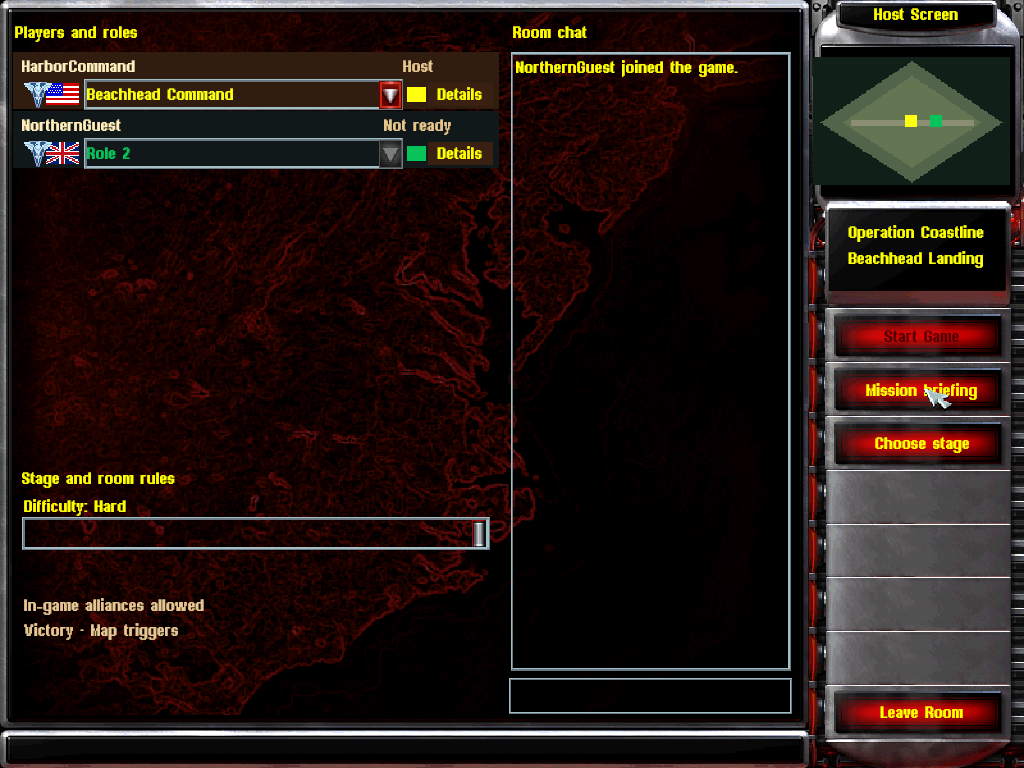 Host Screen
Players and roles
Room chat
HarborCommand
Host
Beachhead Command
Details
NorthernGuest
Not ready
Role 2
Details
NorthernGuest joined the game.
Operation Coastline
Beachhead Landing
Start Game
Mission briefing
Choose stage
Stage and room rules
Difficulty: Hard
In-game alliances allowed
Victory - Map triggers
Leave Room